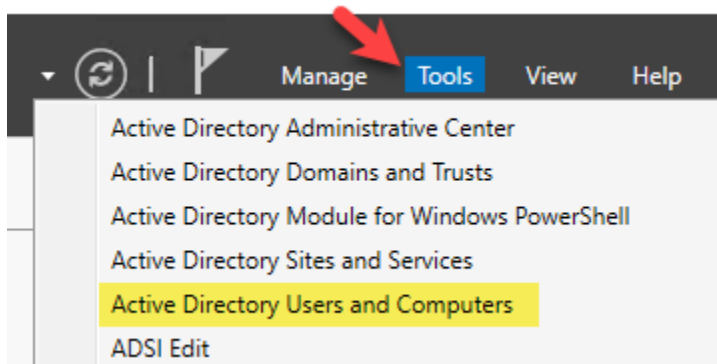 Manage Tools View Help
Active Directory Administrative Center
Active Directory Domains and Trusts
Active Directory Module for Windows PowerShell
Active Directory Sites and Services
Active Directory Users and Computers
ADSI Edit